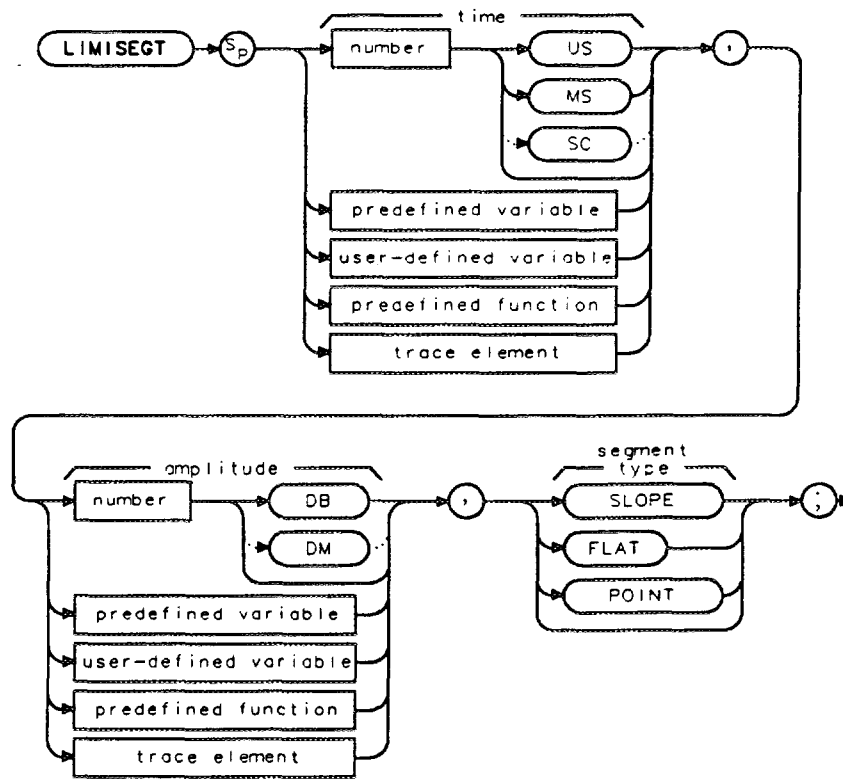 time
LIMISEGT Sp number US ,
MS
SC
predefined variable
user-defined variable
predefined function
trace element
amplitude segment type
number DB , SLOPE ;
DM FLAT
POINT
predefined variable
user-defined variable
predefined function
trace element